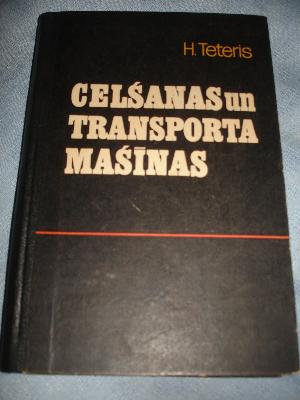 H. Teteris
CELŠANAS un
TRANSPORTA
MAŠĪNAS